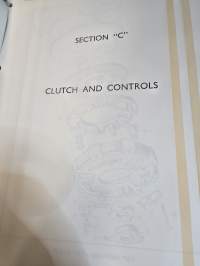 SECTION "C"
CLUTCH AND CONTROLS